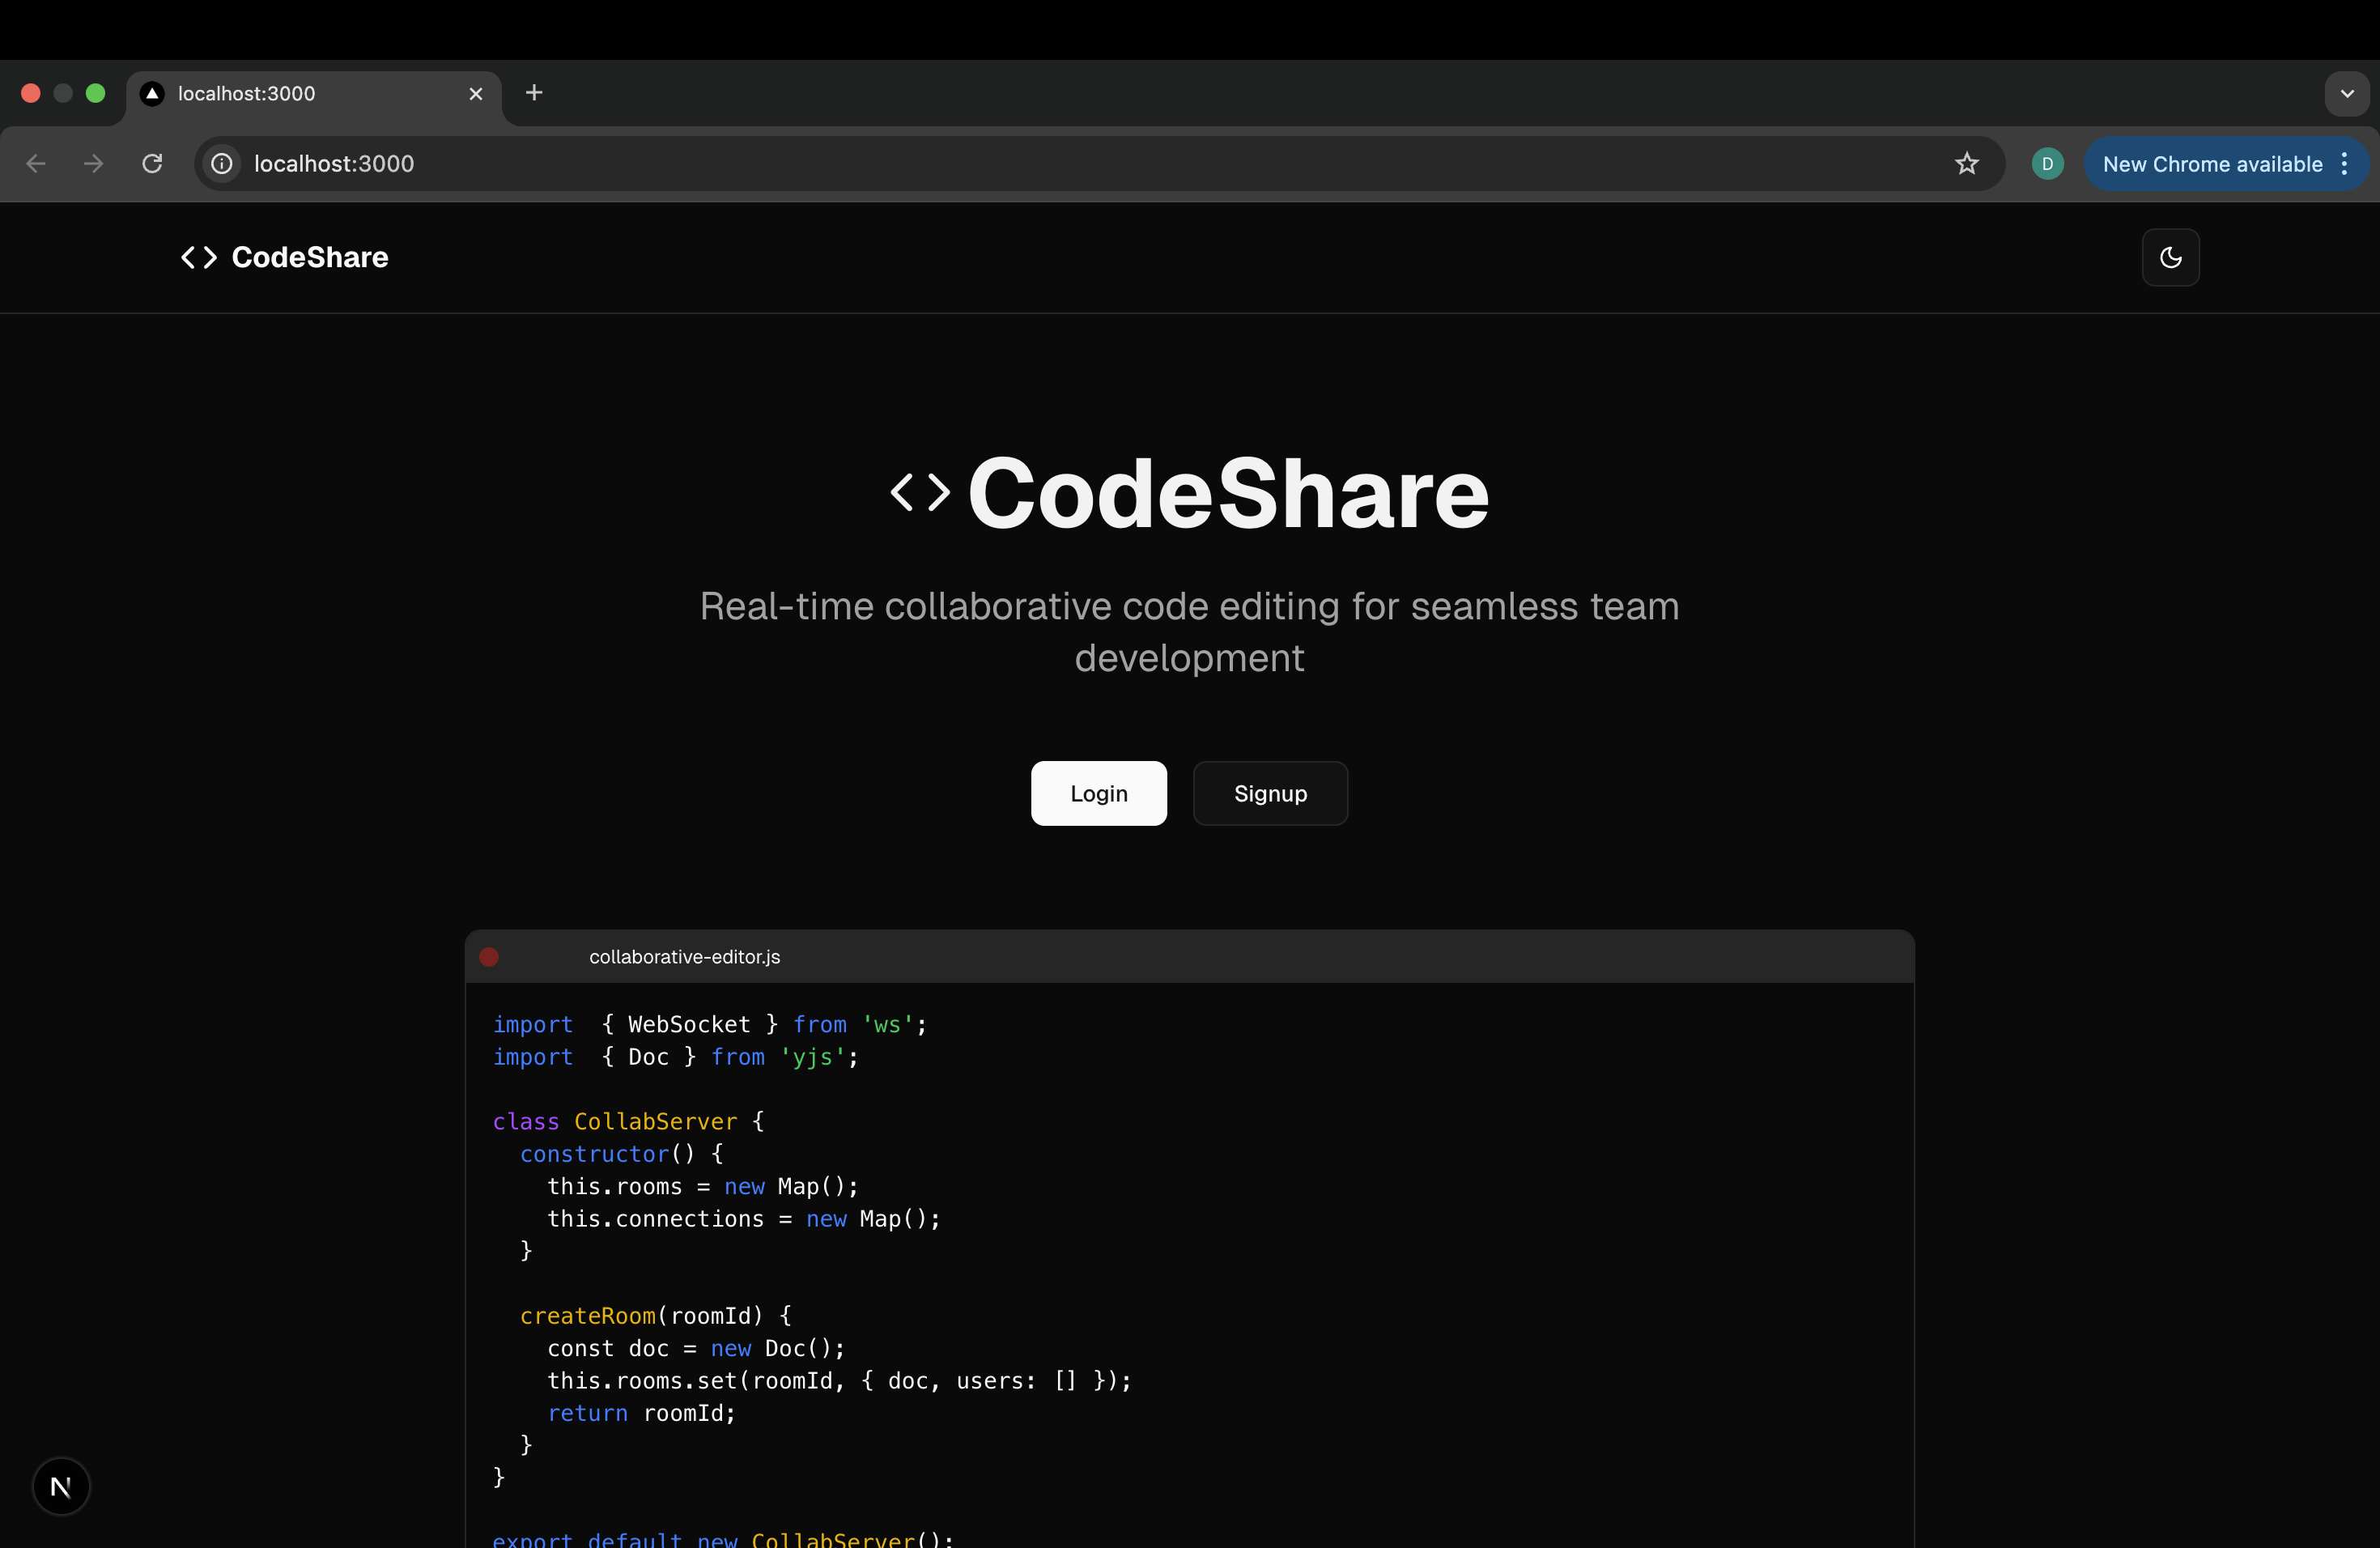 localhost:3000
localhost:3000
D
New Chrome available
CodeShare
CodeShare
Real-time collaborative code editing for seamless team
development
Login
Signup
collaborative-editor.js
import  { WebSocket } from 'ws';
import  { Doc } from 'yjs';
class CollabServer {
  constructor() {
    this.rooms = new Map();
    this.connections = new Map();
  }
  createRoom(roomId) {
    const doc = new Doc();
    this.rooms.set(roomId, { doc, users: [] });
    return roomId;
  }
}
N
export default new CollabServer();